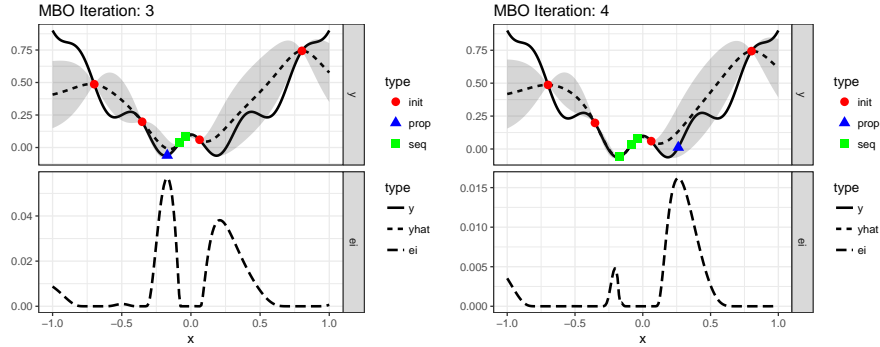 MBO Iteration: 3
0.75
0.50
0.25
0.00
y
type
init
prop
seq
0.04
0.02
0.00
ei
type
y
yhat
ei
−1.0
−0.5
0.0
0.5
1.0
x
MBO Iteration: 4
0.75
0.50
0.25
0.00
y
type
init
prop
seq
0.015
0.010
0.005
0.000
ei
type
y
yhat
ei
−1.0
−0.5
0.0
0.5
1.0
x